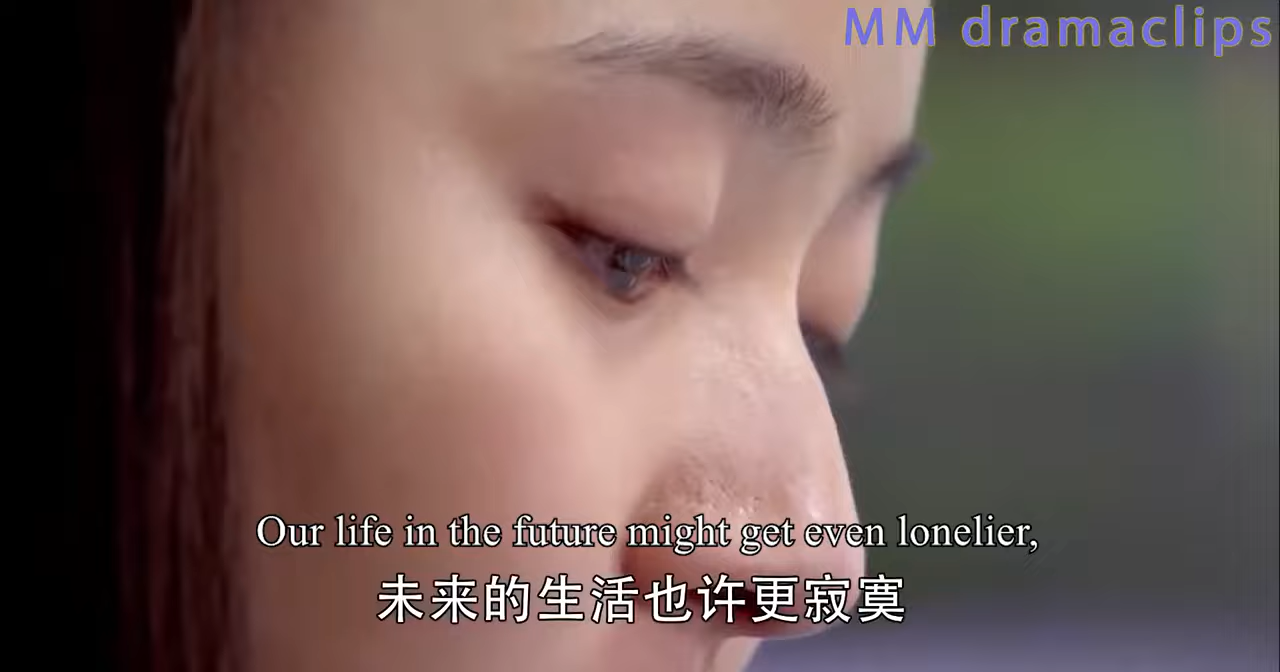 MM dramaclips
Our life in the future might get even lonelier,
未来的生活也许更寂寞